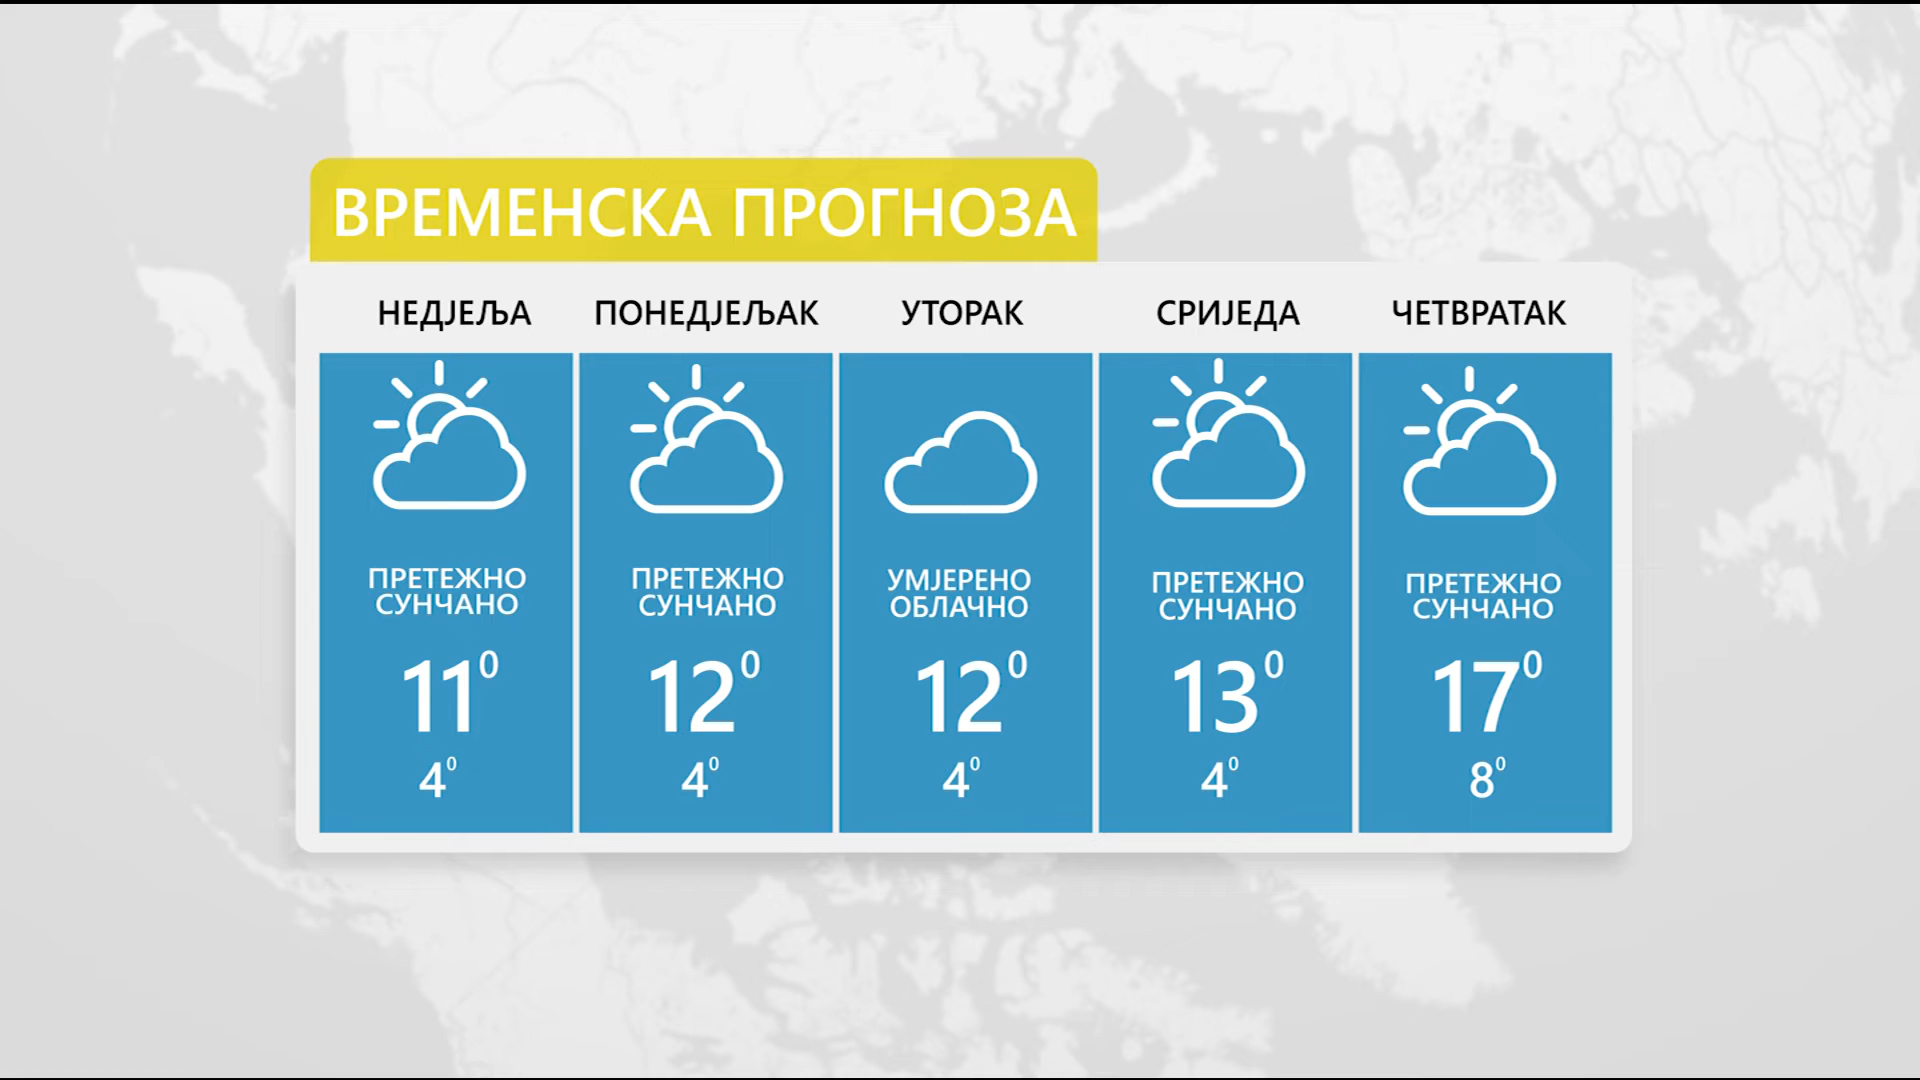 ВРЕМЕНСКА ПРОГНОЗА
НЕДЈЕЉА ПОНЕДЈЕЉАК УТОРАК СРИЈЕДА ЧЕТВРАТАК
ПРЕТЕЖНО ПРЕТЕЖНО УМЈЕРЕНО ПРЕТЕЖНО ПРЕТЕЖНО
СУНЧАНО СУНЧАНО ОБЛАЧНО СУНЧАНО СУНЧАНО
11⁰ 12⁰ 12⁰ 13⁰ 17⁰
4⁰ 4⁰ 4⁰ 4⁰ 8⁰